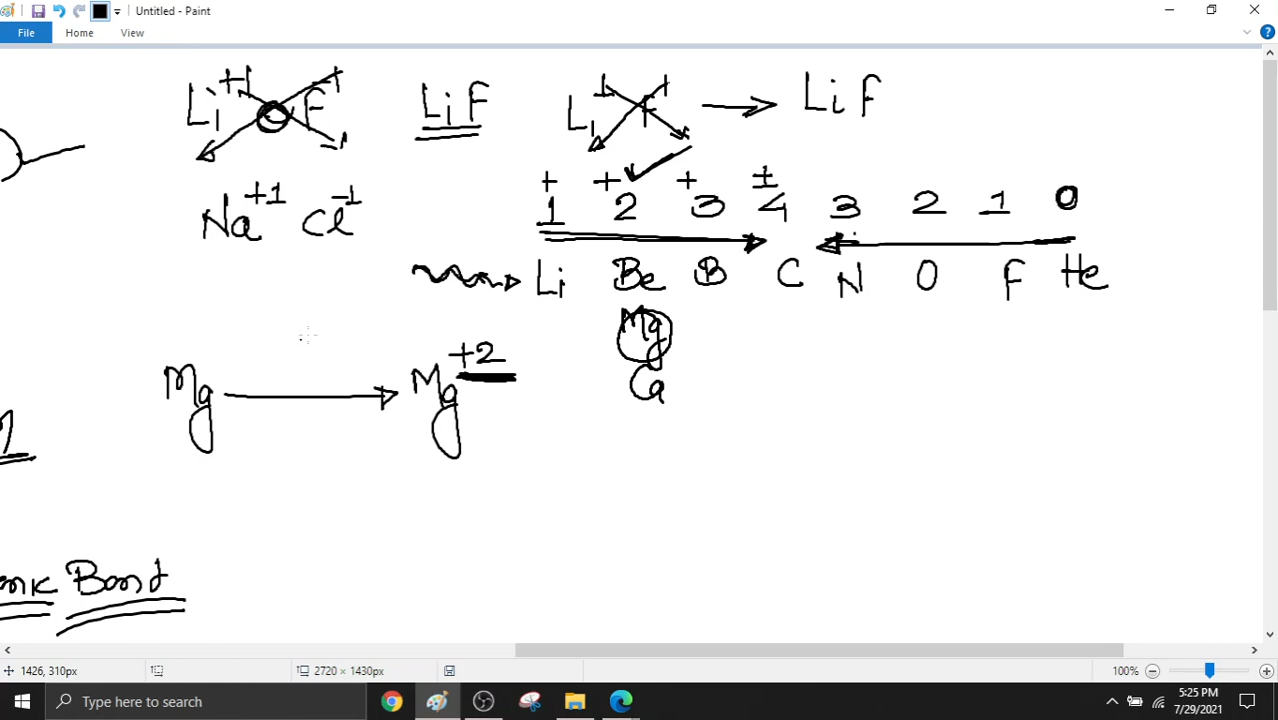 Untitled - Paint
File Home View
Li +1 F -1 LiF Li F LiF
1 1
Na+1 Cl-1
+ + + ±
1 2 3 4 3 2 1 0
Li Be B C N O F He
Mg
Ca
Mg Mg+2
Bond
1426, 310px 2720 × 1430px 100%
Type here to search
5:25 PM
7/29/2021